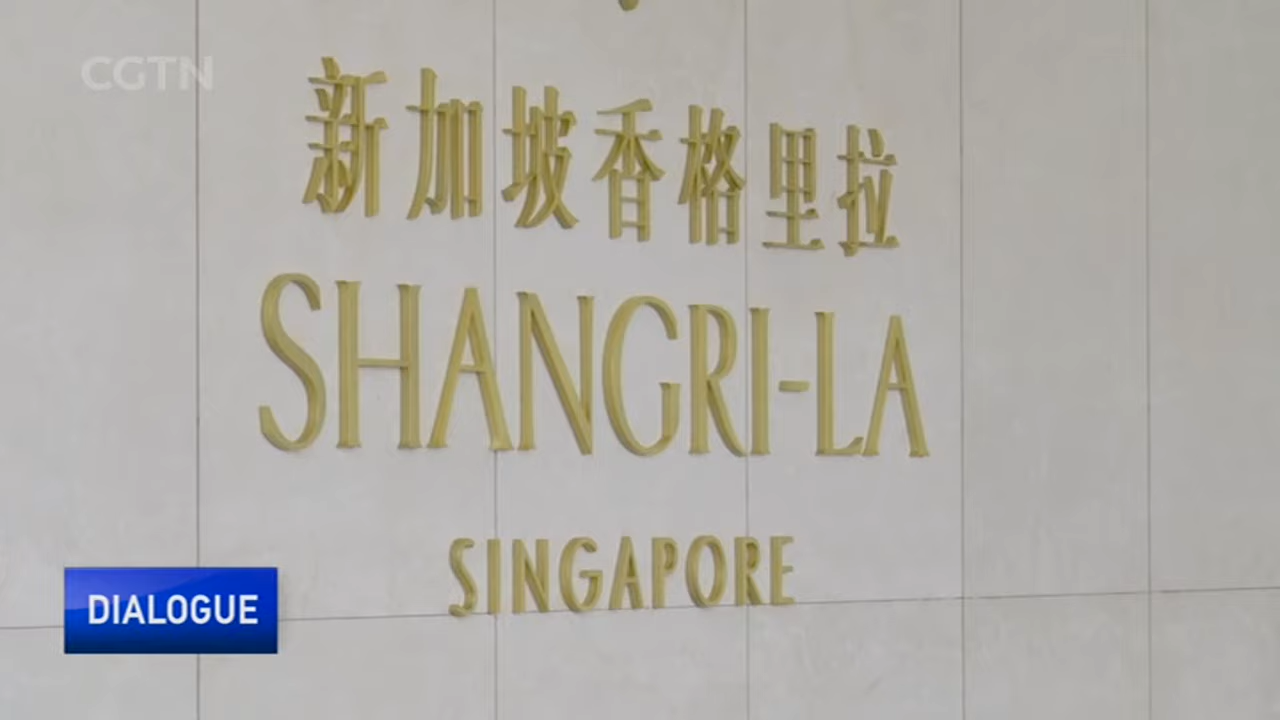 CGTN
新加坡香格里拉
SHANGRI-LA
SINGAPORE
DIALOGUE